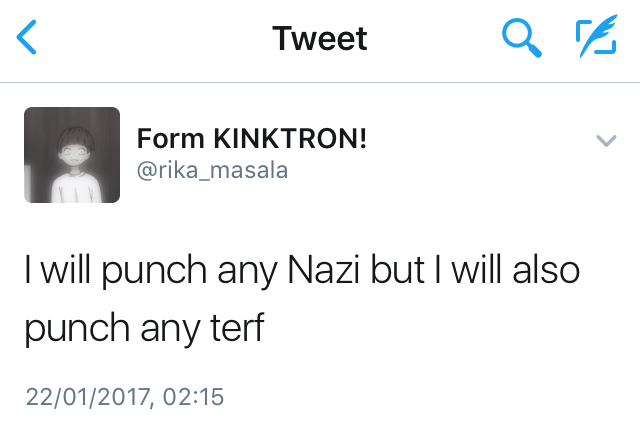 Tweet
Form KINKTRON!
@rika_masala
I will punch any Nazi but I will also
punch any terf
22/01/2017, 02:15